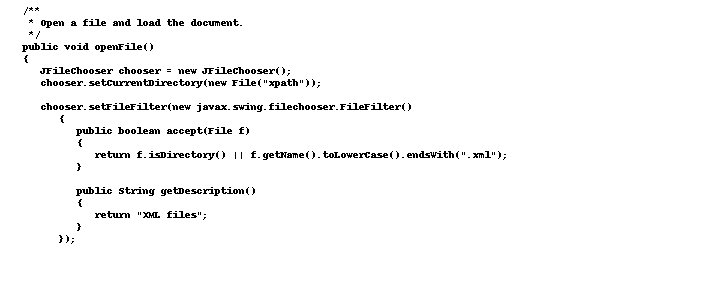 /**
 * Open a file and load the document.
 */
public void openFile()
{
   JFileChooser chooser = new JFileChooser();
   chooser.setCurrentDirectory(new File("xpath"));

   chooser.setFileFilter(new javax.swing.filechooser.FileFilter()
      {
         public boolean accept(File f)
         {
            return f.isDirectory() || f.getName().toLowerCase().endsWith(".xml");
         }

         public String getDescription()
         {
            return "XML files";
         }
      });